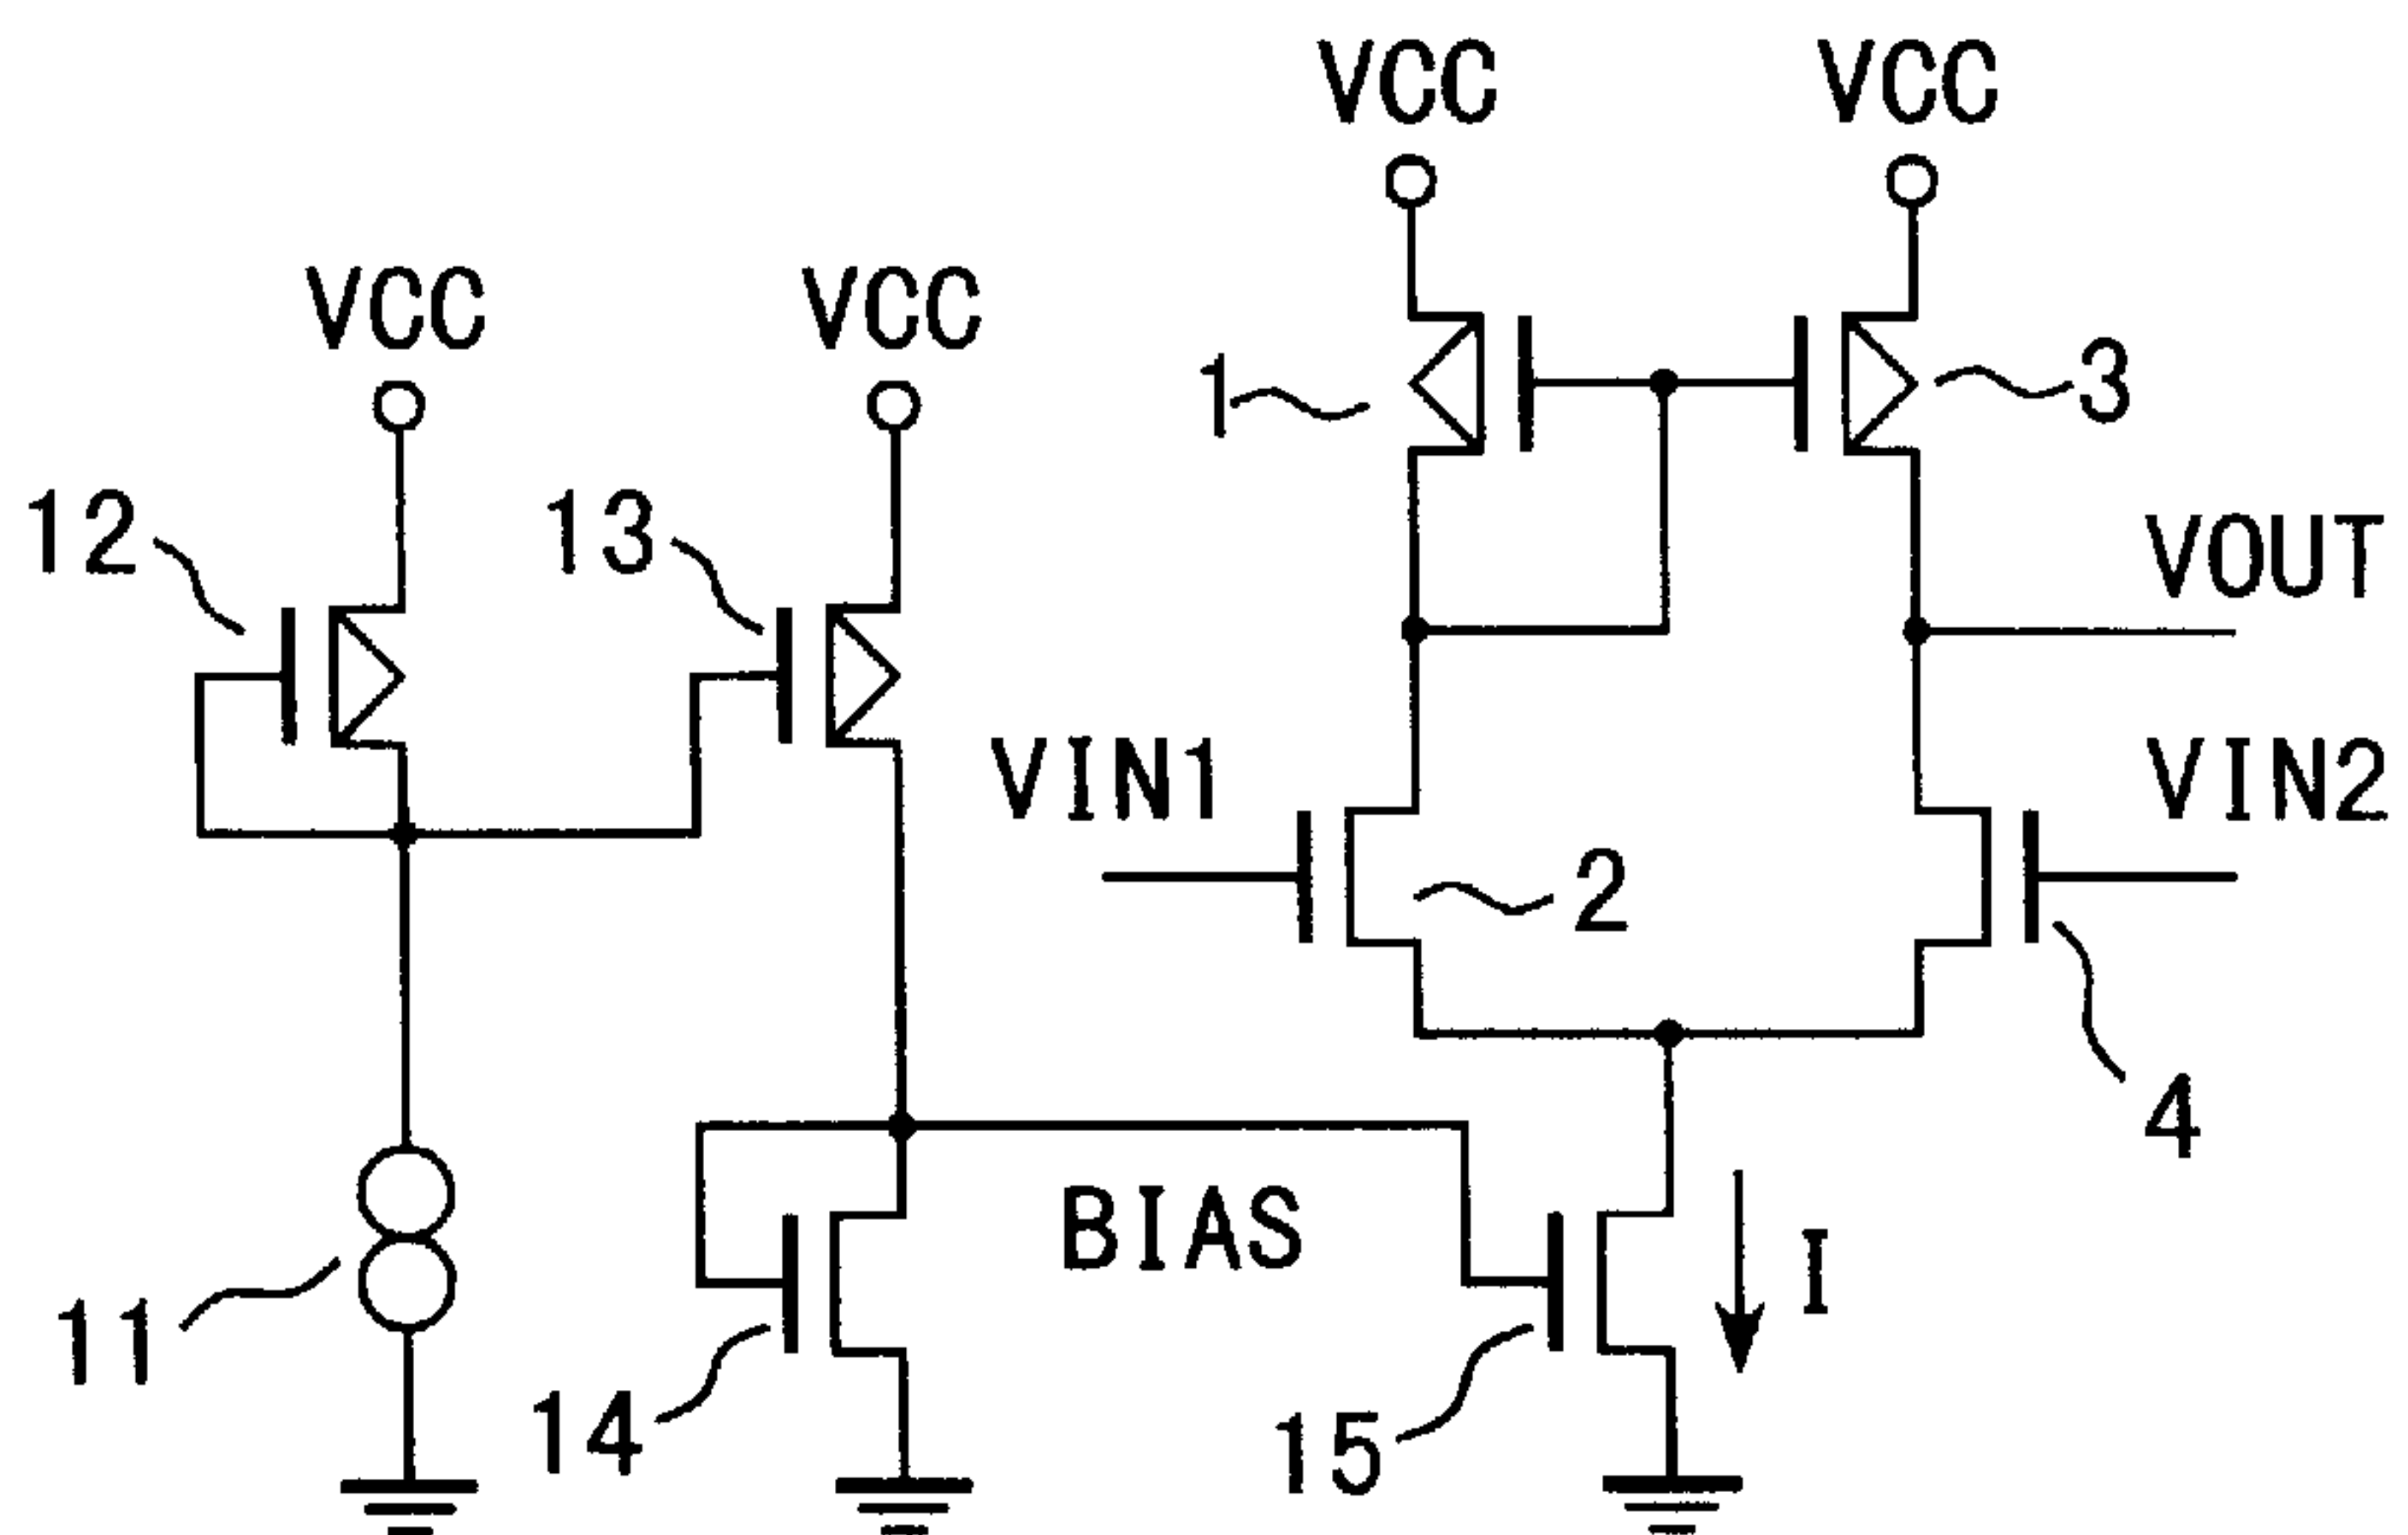 VCC VCC
VCC VCC
1 3
12 13 VOUT
VIN1 VIN2
2
4
BIAS I
11 14 15